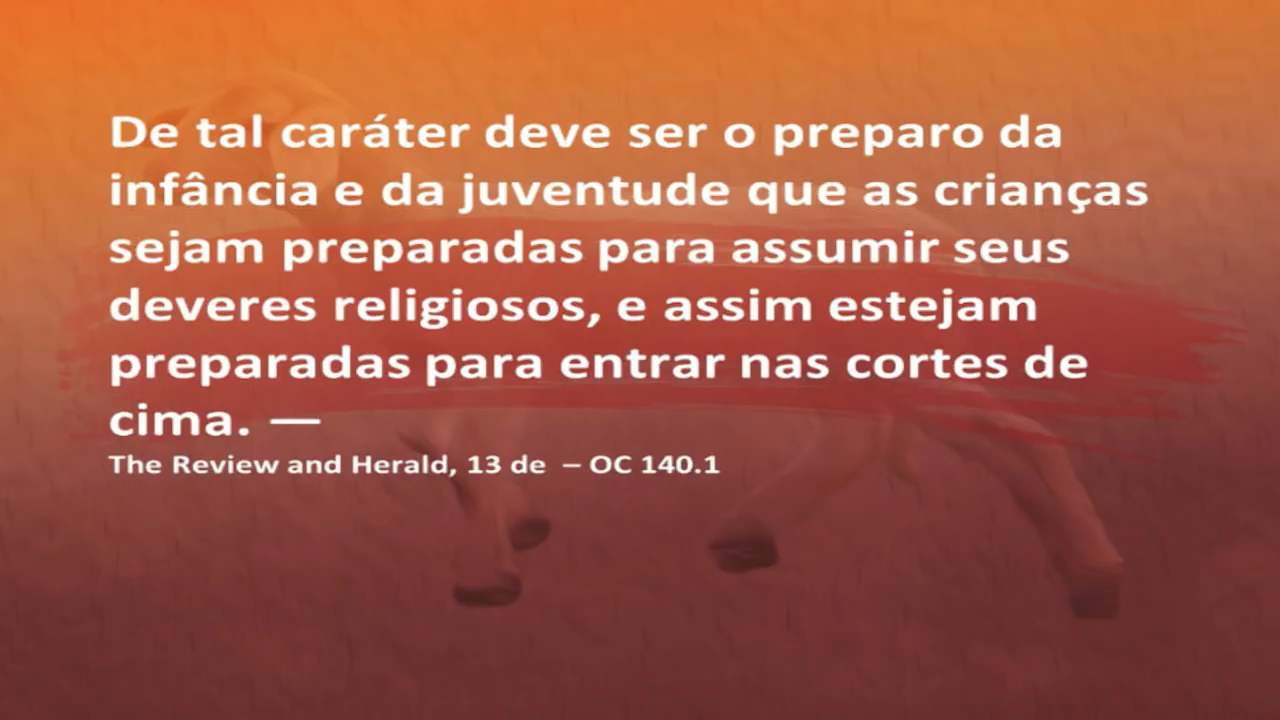 De tal caráter deve ser o preparo da
infância e da juventude que as crianças
sejam preparadas para assumir seus
deveres religiosos, e assim estejam
preparadas para entrar nas cortes de
cima. —
The Review and Herald, 13 de – OC 140.1